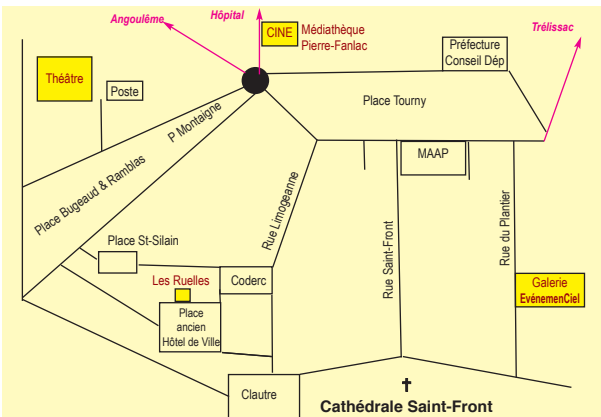 Angoulême
Hôpital
CINE
Médiathèque
Pierre-Fanlac
Trélissac
Préfecture
Conseil Dép
Théâtre
Poste
P Montaigne
Place Tourny
MAAP
Place Bugeaud & Ramblas
Rue Limogeanne
Rue Saint-Front
Rue du Plantier
Place St-Silain
Les Ruelles
Coderc
Galerie
EvénemenCiel
Place
ancien
Hôtel de Ville
Clautre
Cathédrale Saint-Front